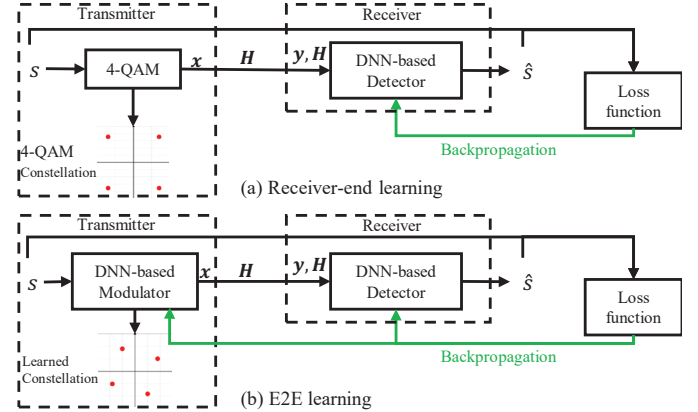 Transmitter
Receiver
S
4-QAM
x
H
y, H
DNN-based
Detector
ŝ
Loss
function
4-QAM
Constellation
Backpropagation
(a) Receiver-end learning
Transmitter
Receiver
S
DNN-based
Modulator
x
H
y, H
DNN-based
Detector
ŝ
Loss
function
Learned
Constellation
Backpropagation
(b) E2E learning